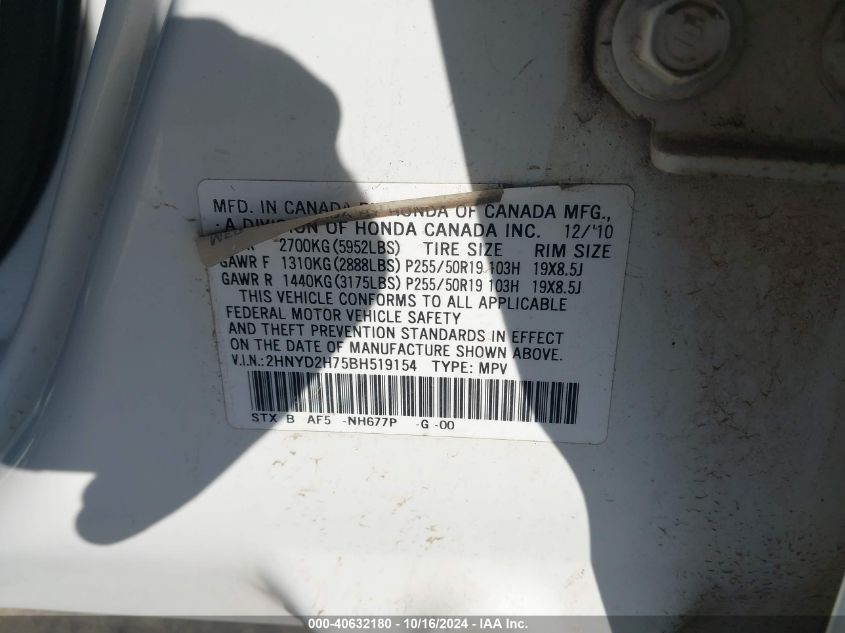 MFD. IN CANADA BY HONDA OF CANADA MFG.,
A DIVISION OF HONDA CANADA INC. 12/'10
2700KG(5952LBS) TIRE SIZE RIM SIZE
GAWR F 1310KG(2888LBS) P255/50R19 103H 19X8.5J
GAWR R 1440KG(3175LBS) P255/50R19 103H 19X8.5J
THIS VEHICLE CONFORMS TO ALL APPLICABLE
FEDERAL MOTOR VEHICLE SAFETY
AND THEFT PREVENTION STANDARDS IN EFFECT
ON THE DATE OF MANUFACTURE SHOWN ABOVE.
V.I.N.:2HNYD2H75BH519154 TYPE: MPV
STX B AF5 -NH677P -G -00
000-40632180 - 10/16/2024 - IAA Inc.